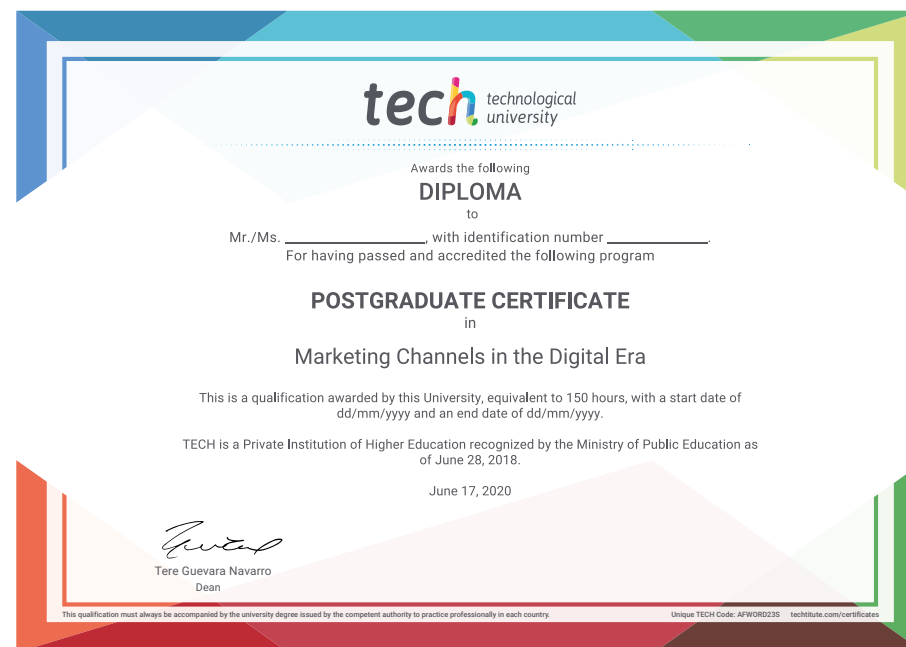 tech technological
university
Awards the following
DIPLOMA
to
Mr./Ms. ____________________, with identification number ______________.
For having passed and accredited the following program
POSTGRADUATE CERTIFICATE
in
Marketing Channels in the Digital Era
This is a qualification awarded by this University, equivalent to 150 hours, with a start date of
dd/mm/yyyy and an end date of dd/mm/yyyy.
TECH is a Private Institution of Higher Education recognized by the Ministry of Public Education as
of June 28, 2018.
June 17, 2020
Tere Guevara Navarro
Dean
This qualification must always be accompanied by the university degree issued by the competent authority to practice professionally in each country. Unique TECH Code: AFWORD23S techtitute.com/certificates